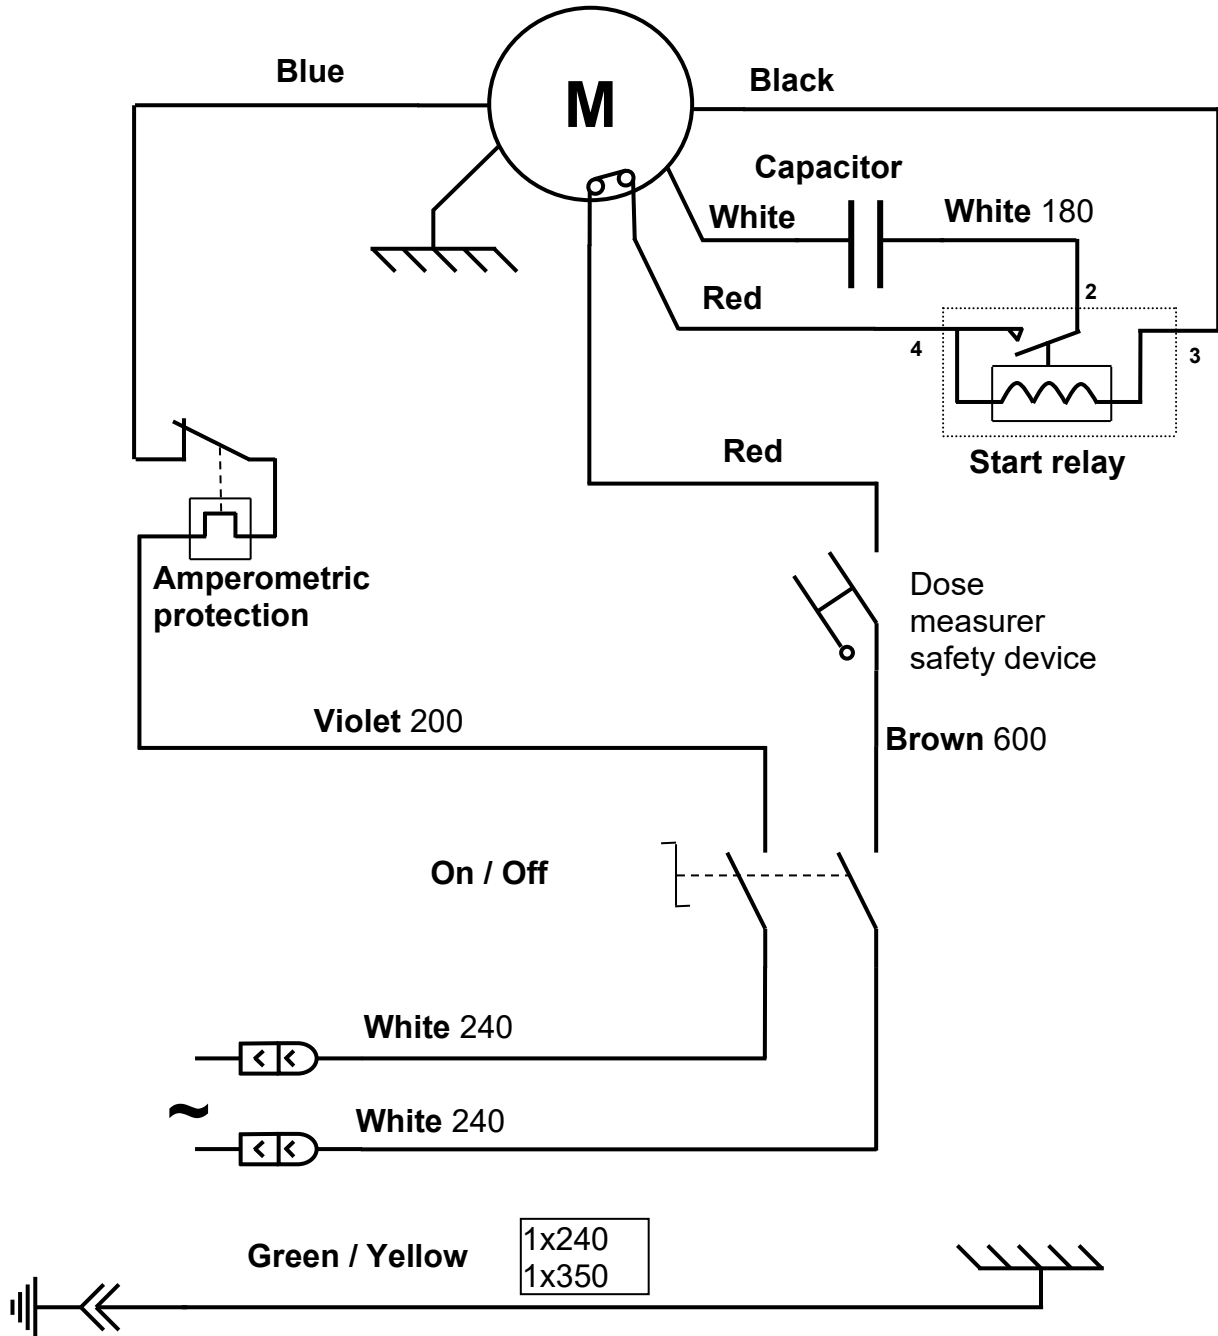 Blue
M
Black
Capacitor
White
White 180
Red
2
4
3
Red
Start relay
Amperometric
protection
Dose
measurer
safety device
Violet 200
Brown 600
On / Off
White 240
~
White 240
Green / Yellow
1x240
1x350